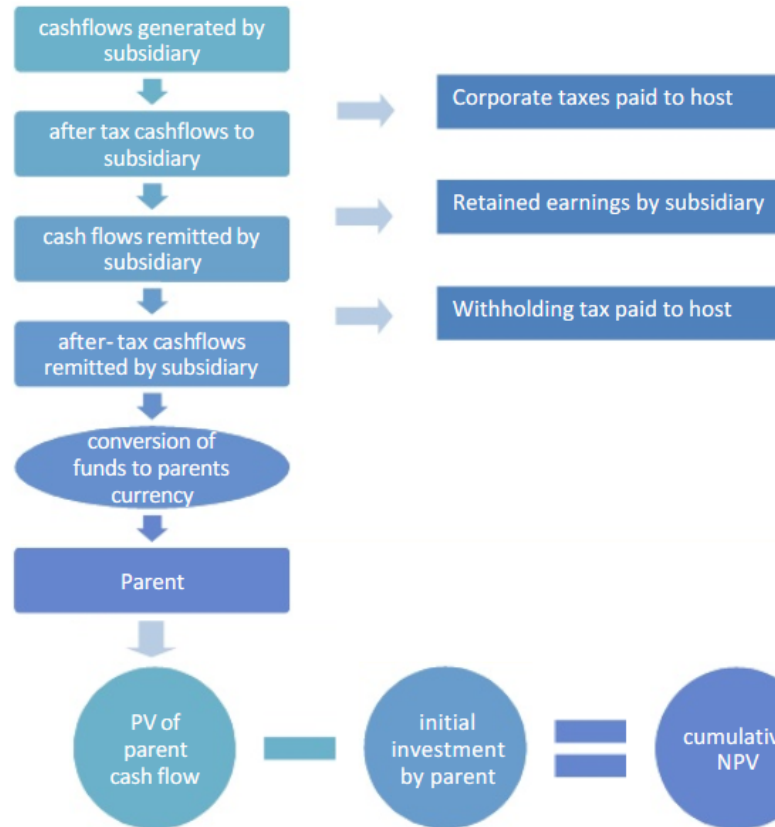 cashflows generated by
subsidiary
Corporate taxes paid to host
after tax cashflows to
subsidiary
Retained earnings by subsidiary
cash flows remitted by
subsidiary
Withholding tax paid to host
after- tax cashflows
remitted by subsidiary
conversion of
funds to parents
currency
Parent
PV of
parent
cash flow
initial
investment
by parent
cumulativ
NPV